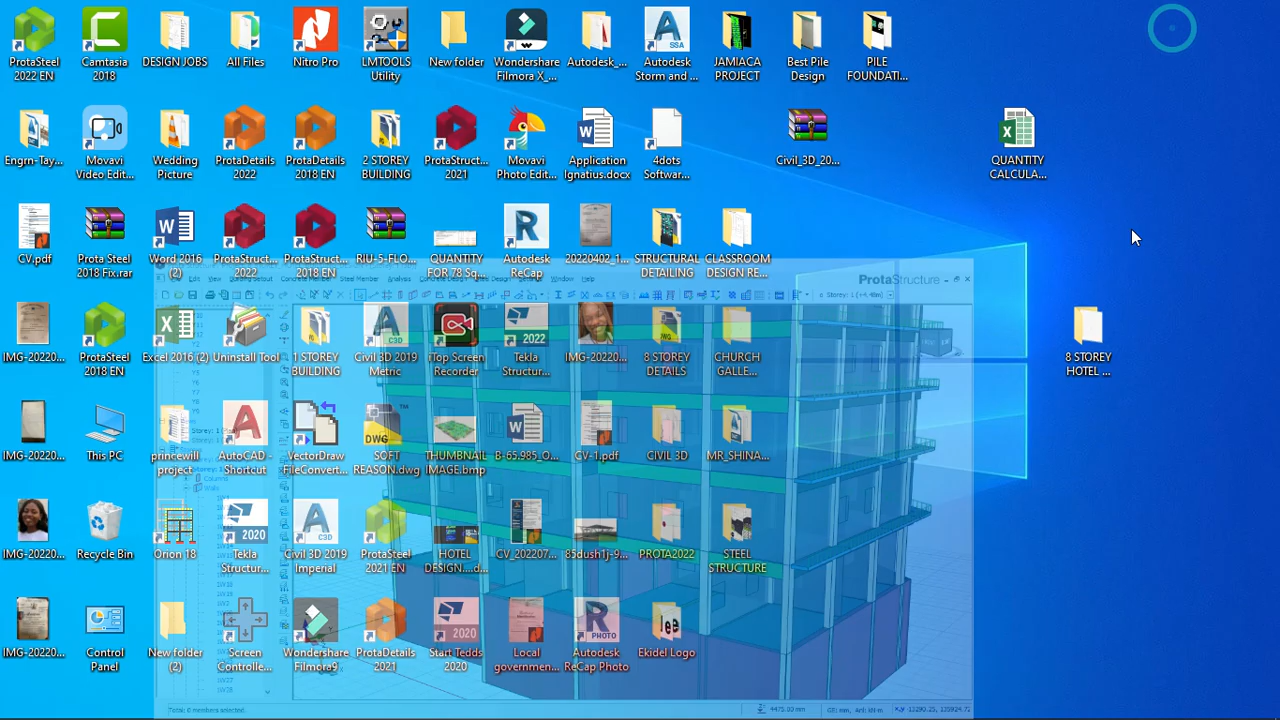 ProtaSteel
2022 EN
Camtasia
2018
DESIGN JOBS
All Files
Nitro Pro
LMTOOLS
Utility
New folder
Wondershare
Filmora X_...
Autodesk_...
Autodesk
Storm and ...
JAMIACA
PROJECT
Best Pile
Design
PILE
FOUNDATI...
Engrn-Tay...
Movavi
Video Edit...
Wedding
Picture
ProtaDetails
2022
ProtaDetails
2018 EN
2 STOREY
BUILDING
ProtaStruct...
2021
Movavi
Photo Edit...
Application
Ignatius.docx
4dots
Softwar...
Civil_3D_20...
QUANTITY
CALCULA...
CV.pdf
Prota Steel
2018 Fix.rar
Word 2016
(2)
ProtaStruct...
2022
ProtaStruct...
2018 EN
RIU-5-FLO...
QUANTITY
FOR 78 Sq...
Autodesk
ReCap
20220402_1...
STRUCTURAL
DETAILING
CLASSROOM
DESIGN RE...
ProtaStructure
IMG-20220...
ProtaSteel
2018 EN
Excel 2016 (2)
Uninstall Tool
1 STOREY
BUILDING
Civil 3D 2019
Metric
iTop Screen
Recorder
Tekla
Structur...
IMG-20220...
8 STOREY
DETAILS
CHURCH
GALLE...
8 STOREY
HOTEL ...
IMG-20220...
This PC
princewill
project
AutoCAD -
Shortcut
VectorDraw
FileConvert...
SOFT
REASON.dwg
THUMBNAIL
IMAGE.bmp
B-65.985_O...
CV-1.pdf
CIVIL 3D
MR_SHINA...
IMG-20220...
Recycle Bin
Orion 18
Tekla
Structur...
Civil 3D 2019
Imperial
ProtaSteel
2021 EN
HOTEL
DESIGN....d...
CV_202207...
85dush1j-9...
PROTA2022
STEEL
STRUCTURE
IMG-20220...
Control
Panel
New folder
(2)
Screen
Controlle...
Wondershare
Filmora9
ProtaDetails
2021
Start Tedds
2020
Local
governmen...
Autodesk
ReCap Photo
Ekidel Logo
Total: 0 members selected.